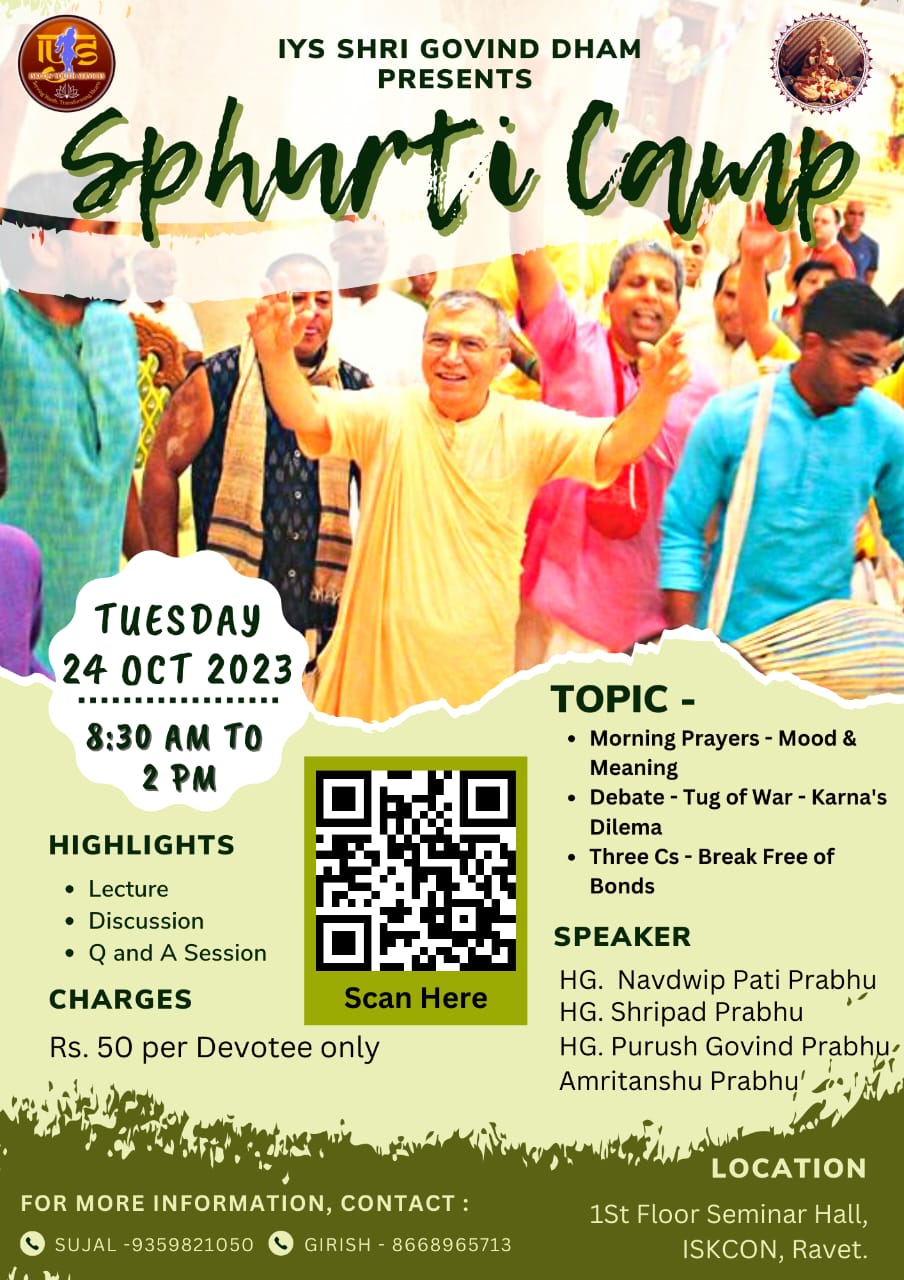 IYS
ISKCON YOUTH SERVICES
IYS SHRI GOVIND DHAM
PRESENTS
Sphurti Camp
TUESDAY
24 OCT 2023
8:30 AM TO
2 PM
HIGHLIGHTS
• Lecture
• Discussion
• Q and A Session
CHARGES
Rs. 50 per Devotee only
Scan Here
TOPIC -
• Morning Prayers - Mood &
Meaning
• Debate - Tug of War - Karna's
Dilema
• Three Cs - Break Free of
Bonds
SPEAKER
HG. Navdwip Pati Prabhu
HG. Shripad Prabhu
HG. Purush Govind Prabhu
Amritanshu Prabhu
LOCATION
1St Floor Seminar Hall,
ISKCON, Ravet.
FOR MORE INFORMATION, CONTACT :
SUJAL -9359821050 GIRISH - 8668965713